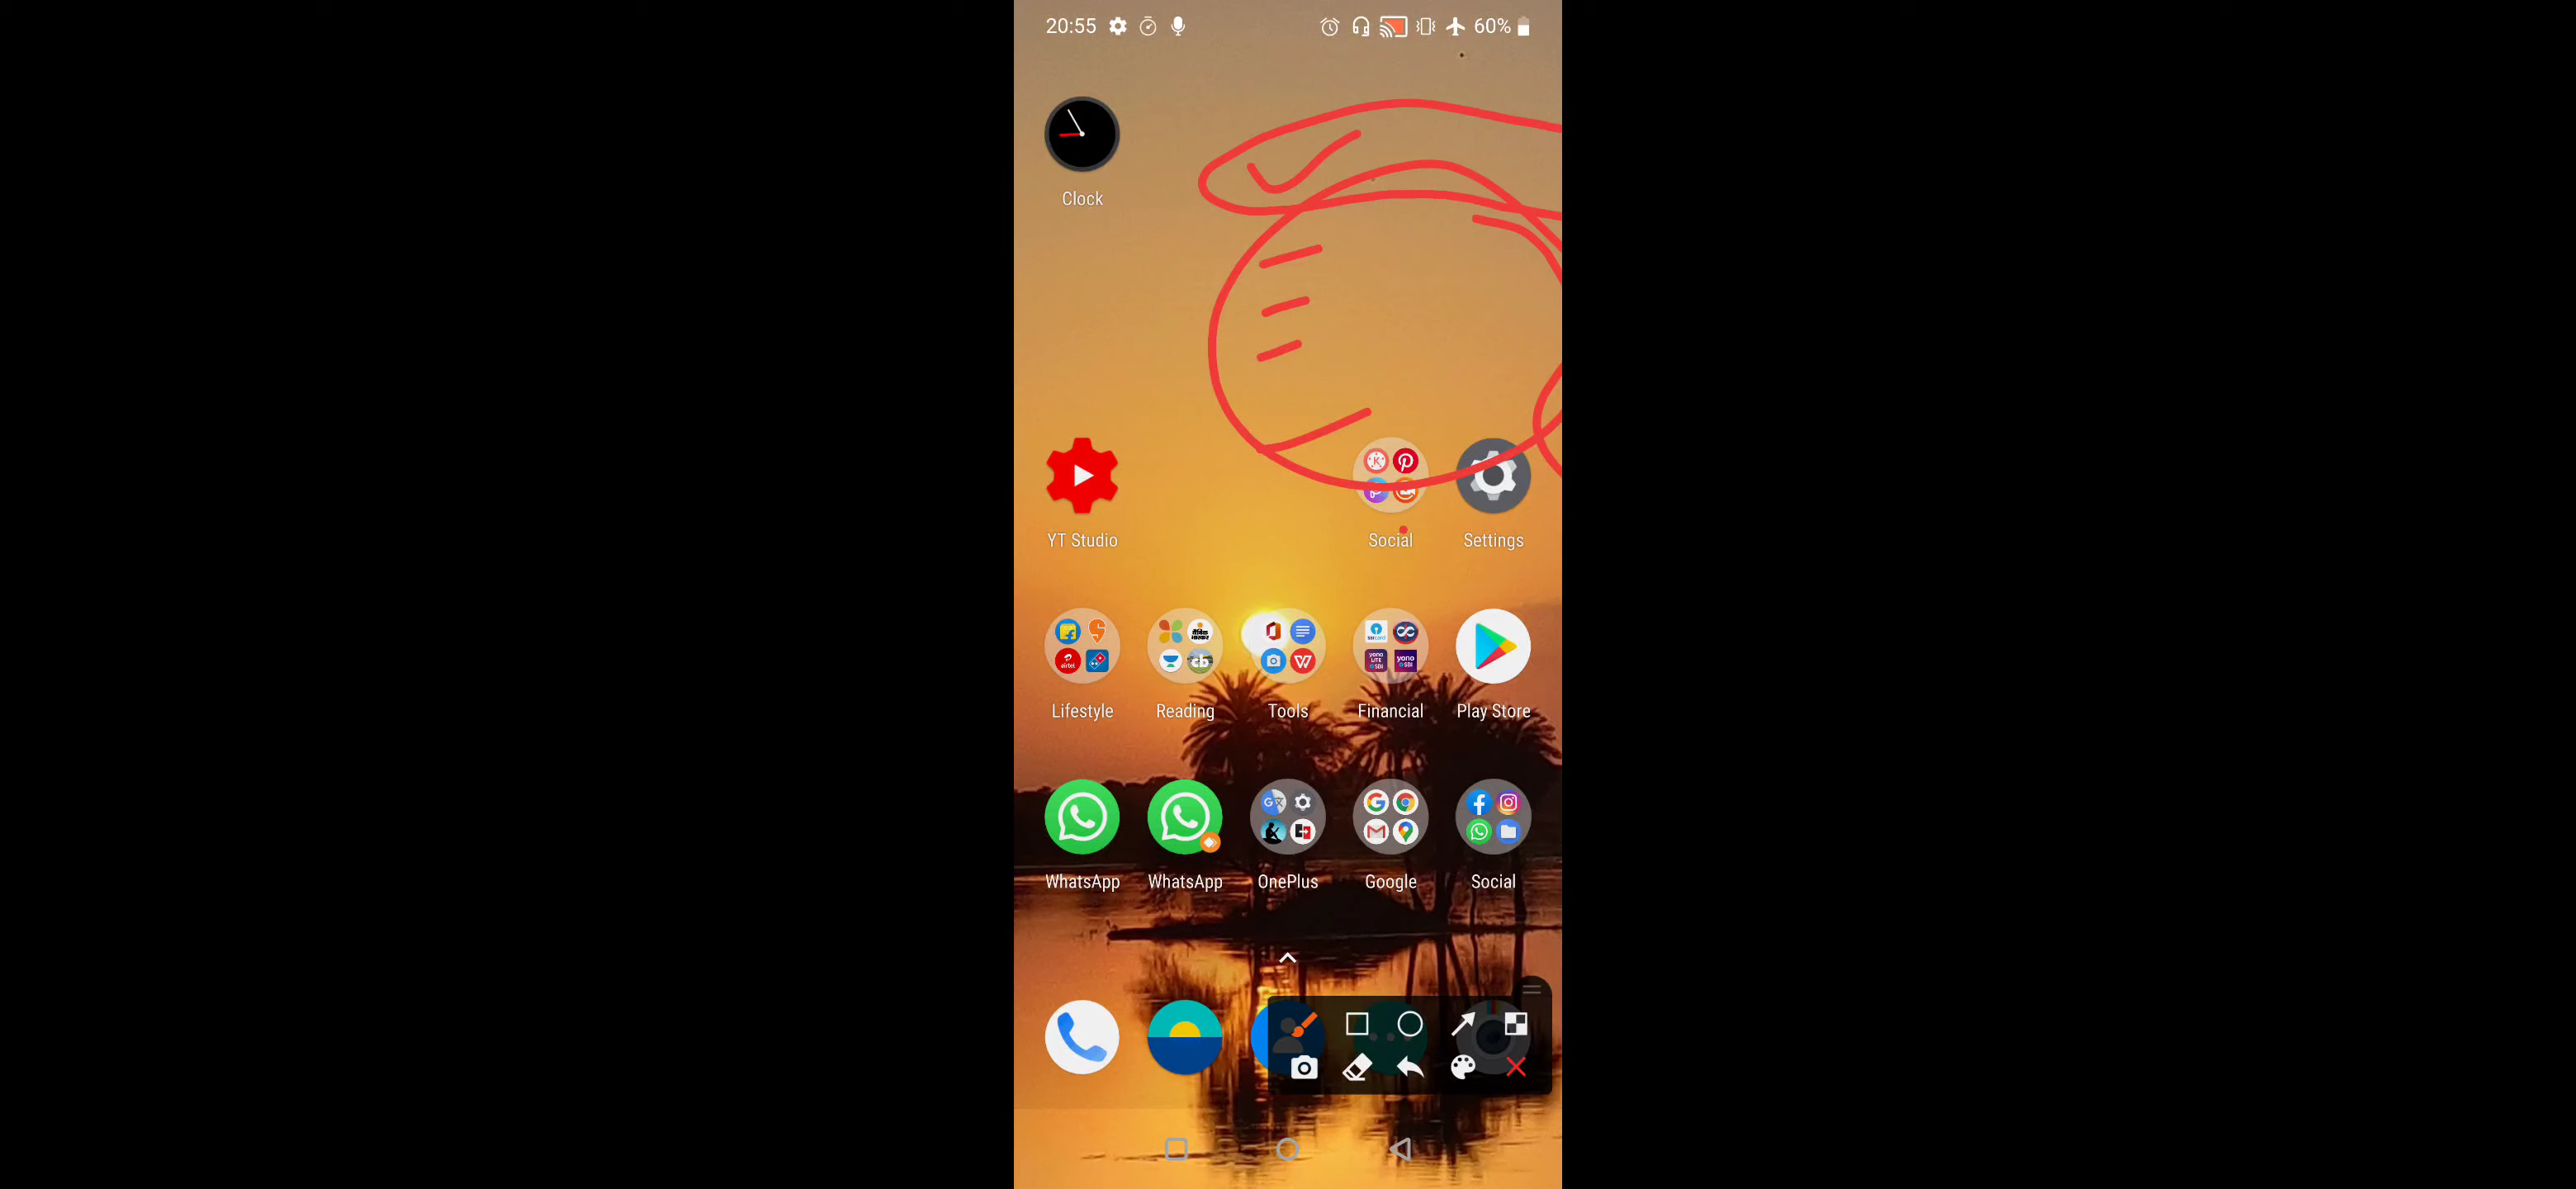 20:55 60%
Clock
YT Studio Social Settings
Lifestyle Reading Tools Financial Play Store
WhatsApp WhatsApp OnePlus Google Social